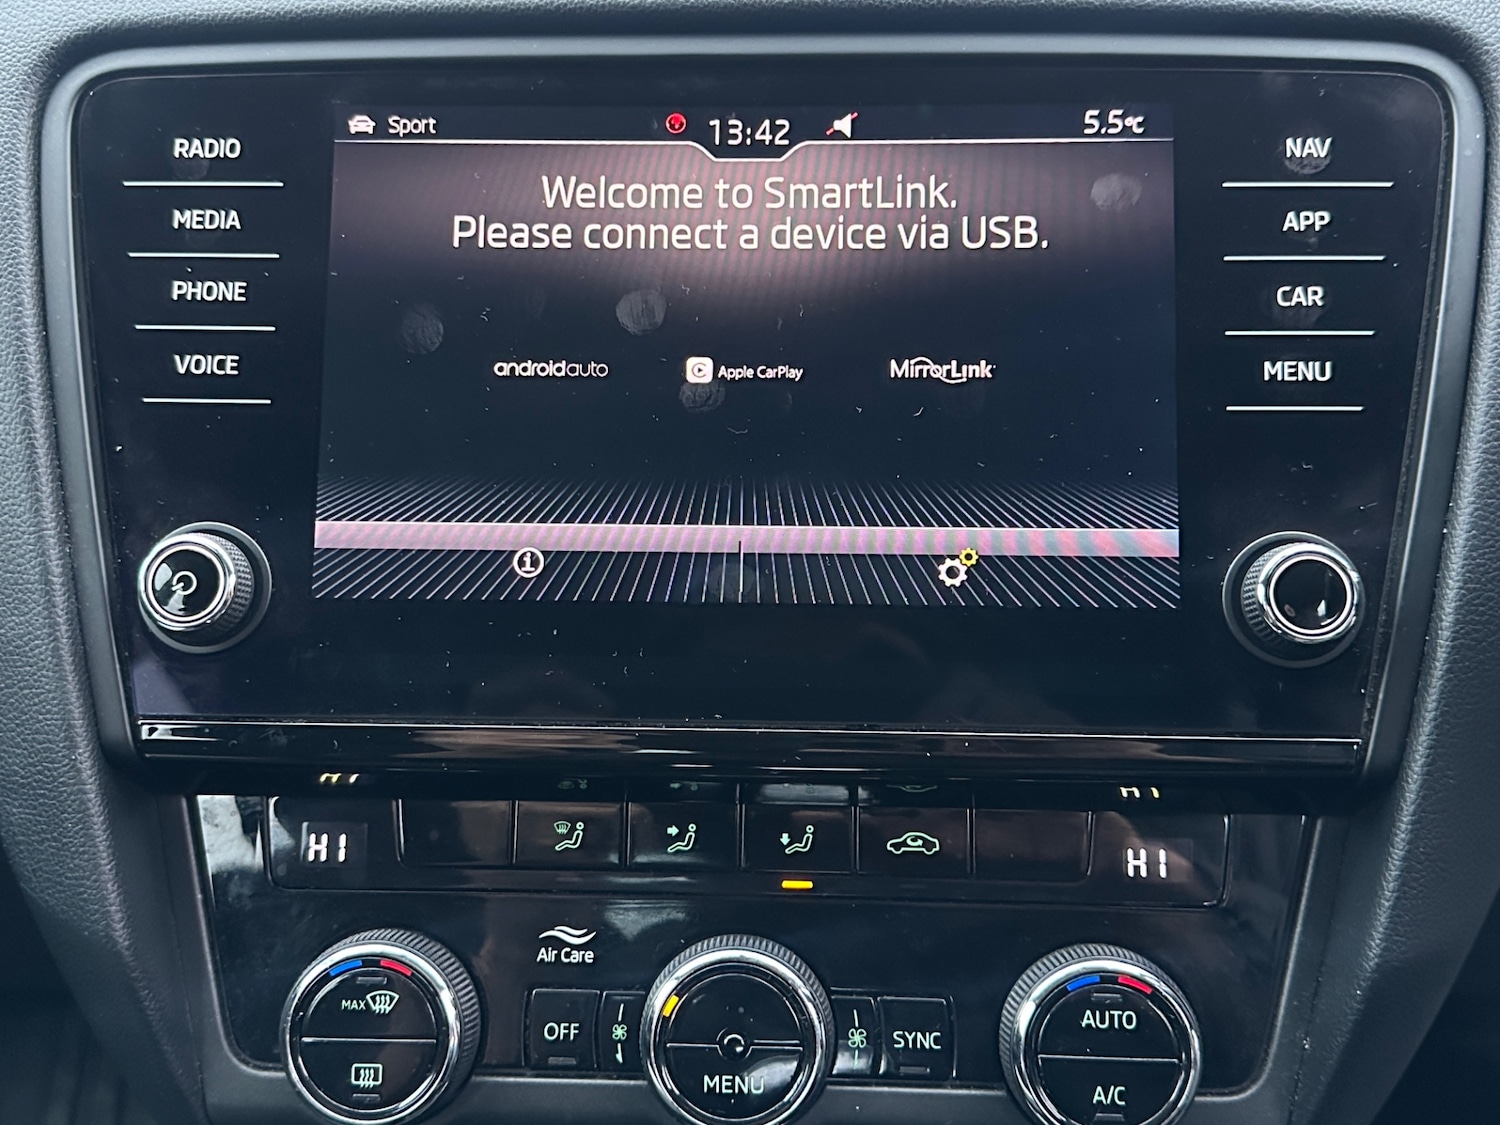 Sport 13:42 5.5°C
Welcome to SmartLink.
Please connect a device via USB.
androidauto Apple CarPlay MirrorLink
RADIO
MEDIA
PHONE
VOICE
NAV
APP
CAR
MENU
HI HI
Air Care
MAX
OFF
MENU
SYNC
AUTO
A/C